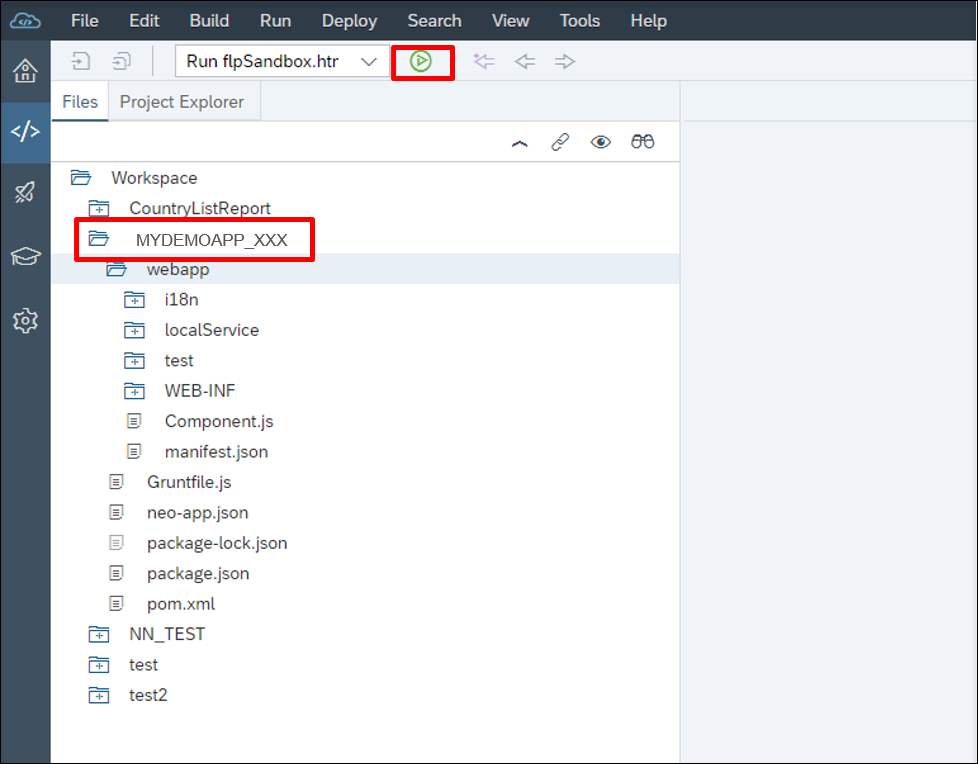 File Edit Build Run Deploy Search View Tools Help
Run flpSandbox.htr
Files Project Explorer
Workspace
CountryListReport
MYDEMOAPP_XXX
webapp
i18n
localService
test
WEB-INF
Component.js
manifest.json
Gruntfile.js
neo-app.json
package-lock.json
package.json
pom.xml
NN_TEST
test
test2